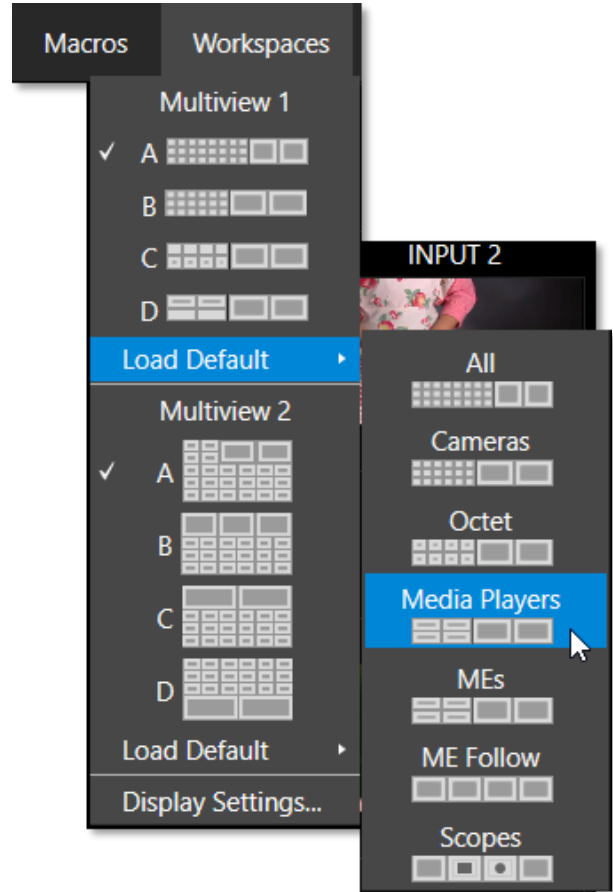 Macros Workspaces
Multiview 1
A
B
C
D
Load Default
Multiview 2
A
B
C
D
Load Default
Display Settings...
INPUT 2
All
Cameras
Octet
Media Players
MEs
ME Follow
Scopes